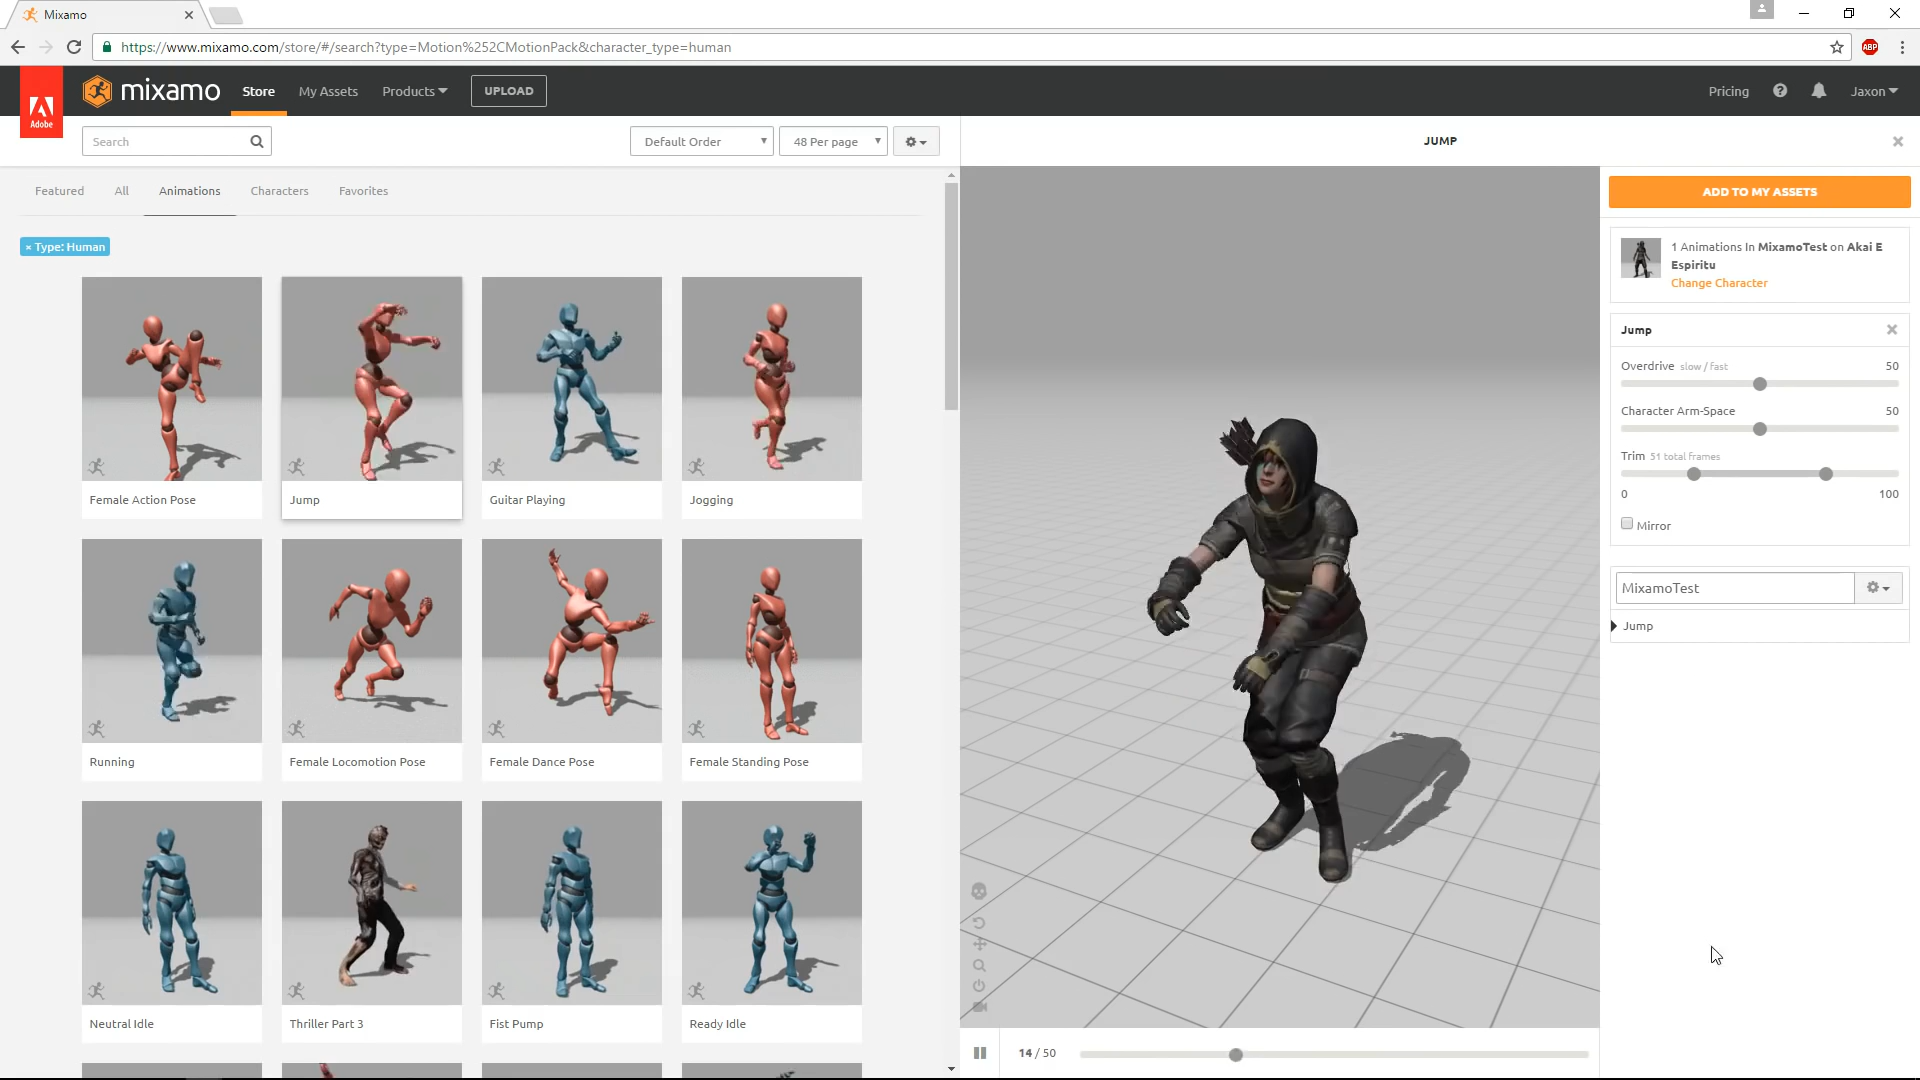 Mixamo
https://www.mixamo.com/store/#/search?type=Motion%252CMotionPack&character_type=human
ABP
Adobe
mixamo
Store
My Assets
Products
UPLOAD
Pricing
Jaxon
Search
Default Order
48 Per page
JUMP
Featured
All
Animations
Characters
Favorites
× Type: Human
ADD TO MY ASSETS
1 Animations In MixamoTest on Akai E
Espiritu
Change Character
Jump
Overdrive slow / fast 50
Character Arm-Space 50
Trim 51 total frames
0 100
Mirror
MixamoTest
Jump
Female Action Pose
Jump
Guitar Playing
Jogging
Running
Female Locomotion Pose
Female Dance Pose
Female Standing Pose
Neutral Idle
Thriller Part 3
Fist Pump
Ready Idle
14 / 50